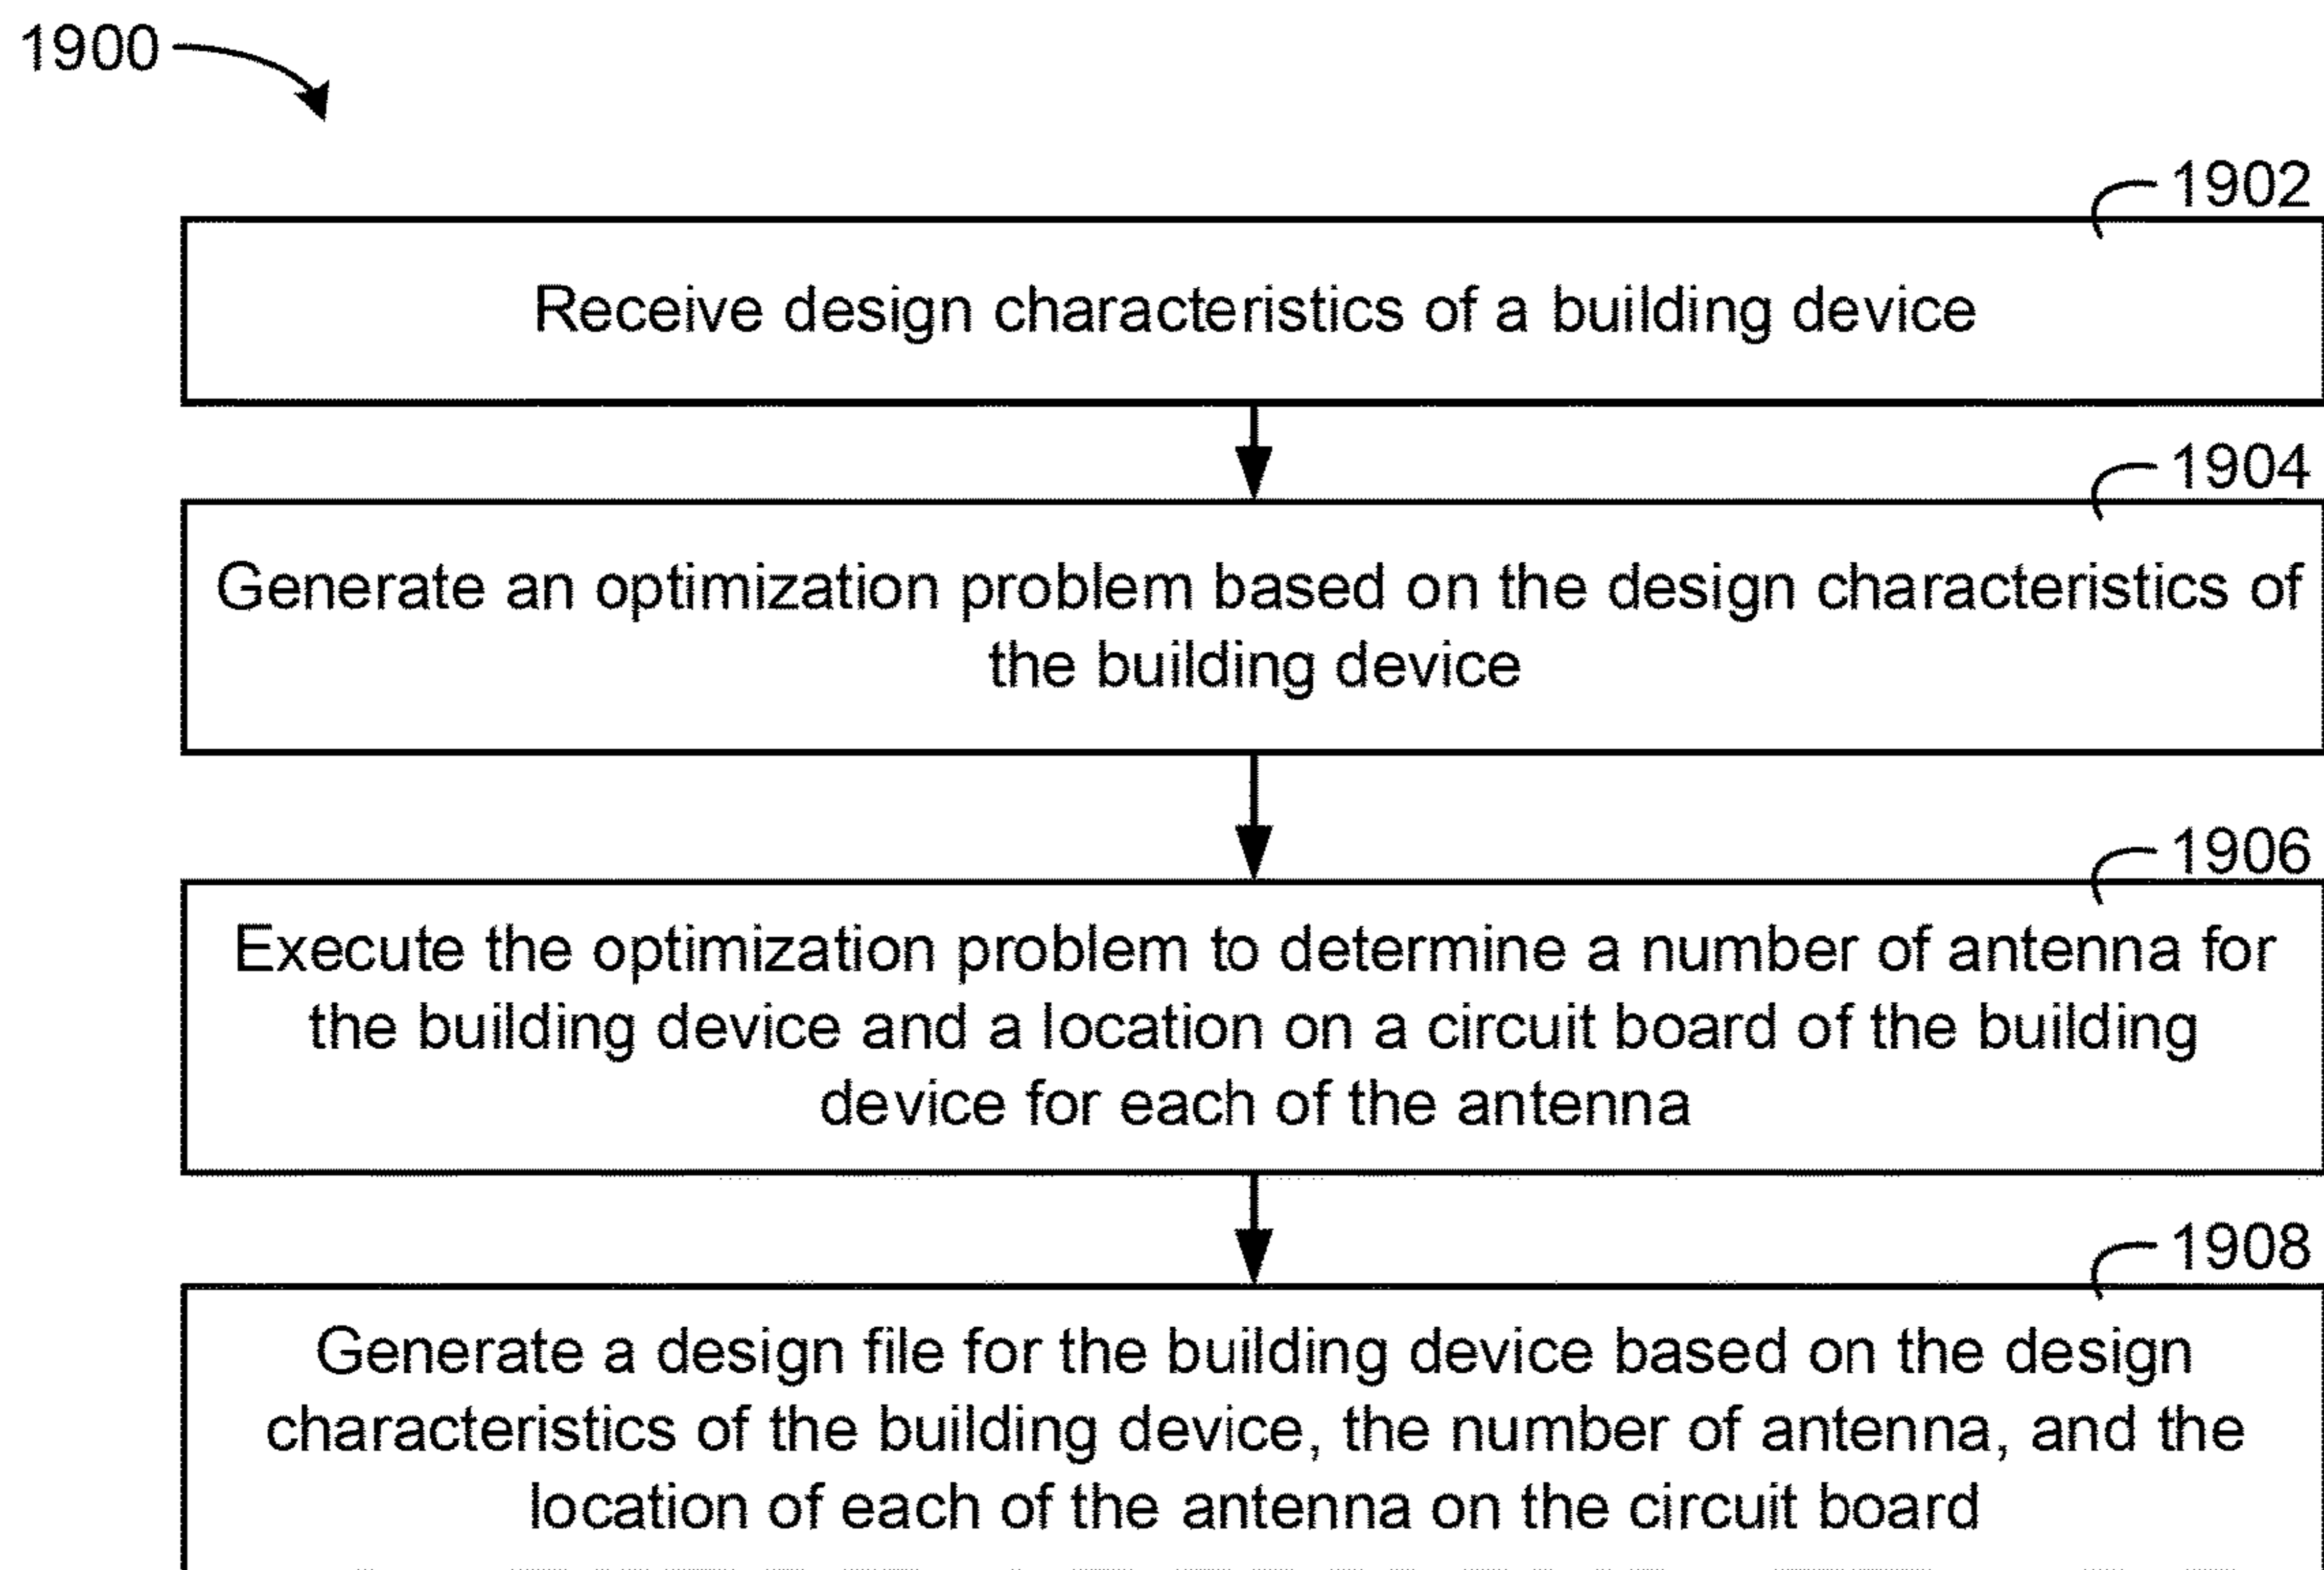 1900
1902
Receive design characteristics of a building device
1904
Generate an optimization problem based on the design characteristics of
the building device
1906
Execute the optimization problem to determine a number of antenna for
the building device and a location on a circuit board of the building
device for each of the antenna
1908
Generate a design file for the building device based on the design
characteristics of the building device, the number of antenna, and the
location of each of the antenna on the circuit board